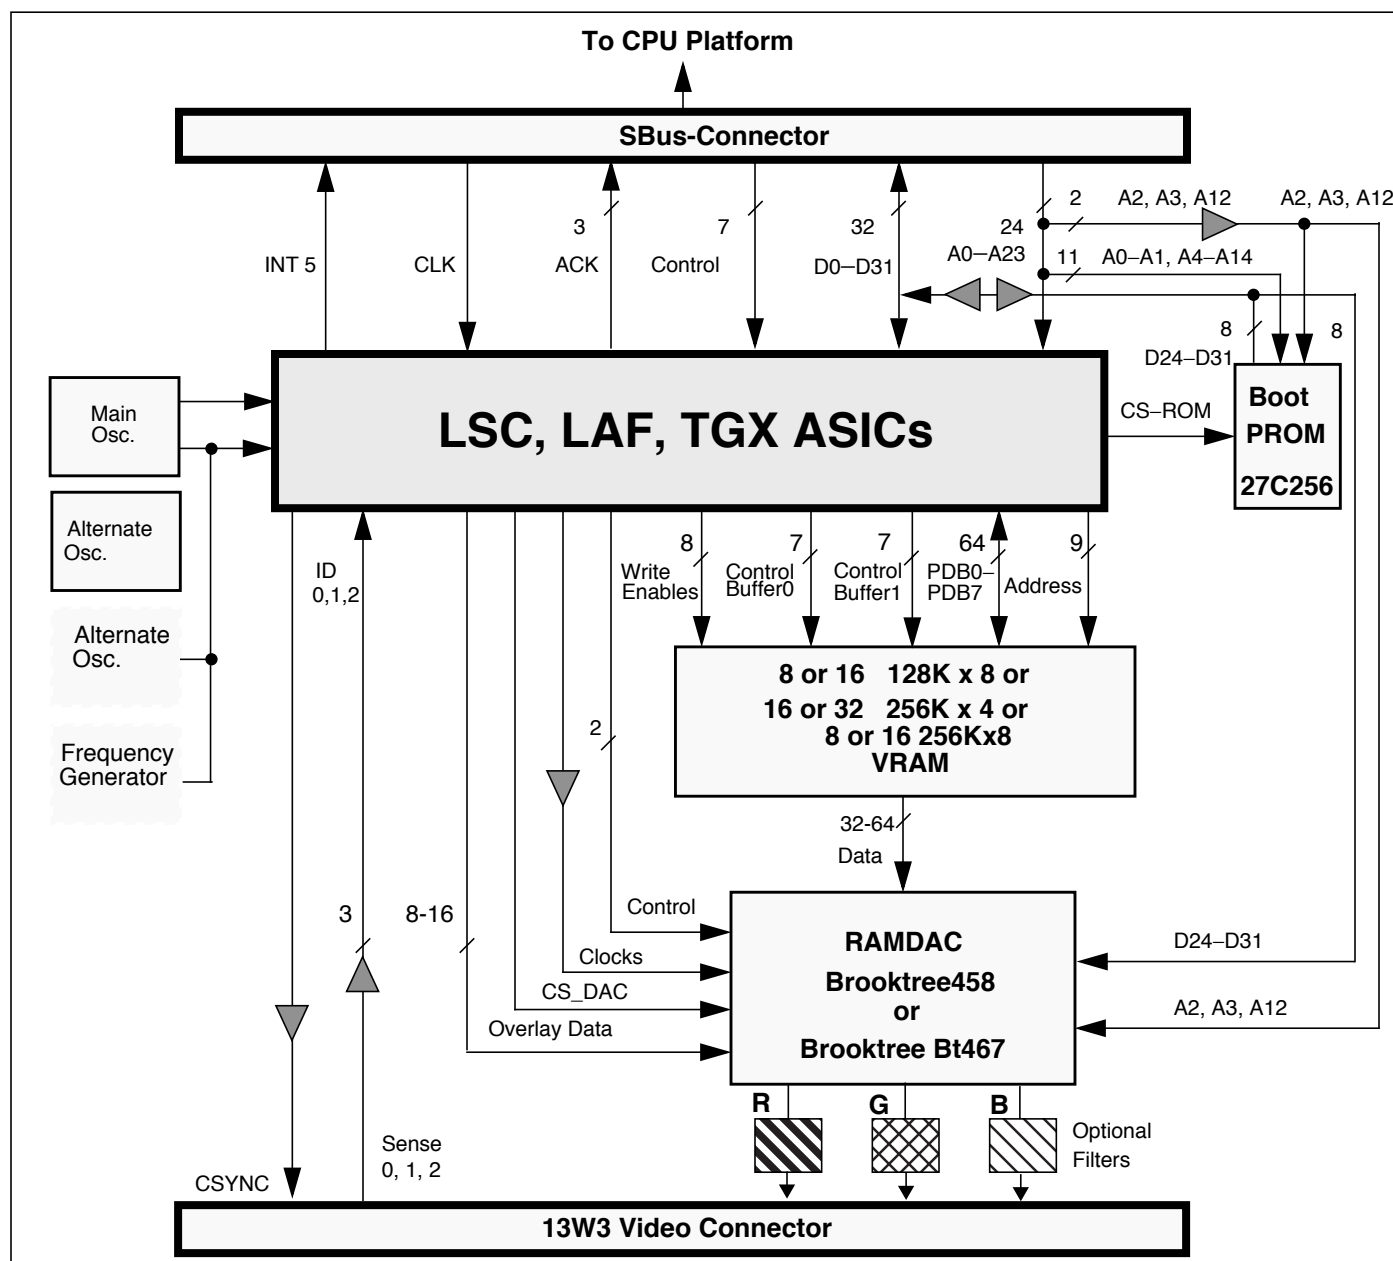 To CPU Platform
SBus-Connector
2
A2, A3, A12
A2, A3, A12
3
7
32
24
INT 5
CLK
ACK
Control
D0–D31
A0–A23
11
A0–A1, A4–A14
8
8
D24–D31
Main
Osc.
LSC, LAF, TGX ASICs
CS–ROM
Boot
PROM
27C256
Alternate
Osc.
ID
0,1,2
8
7
7
64
9
Write
Enables
Control
Buffer0
Control
Buffer1
PDB0–
PDB7
Address
Alternate
Osc.
8 or 16 128K x 8 or
16 or 32 256K x 4 or
8 or 16 256Kx8
VRAM
2
Frequency
Generator
32-64
Data
3
8-16
Control
Clocks
CS_DAC
Overlay Data
RAMDAC
Brooktree458
or
Brooktree Bt467
D24–D31
A2, A3, A12
R
G
B
Optional
Filters
Sense
0, 1, 2
CSYNC
13W3 Video Connector